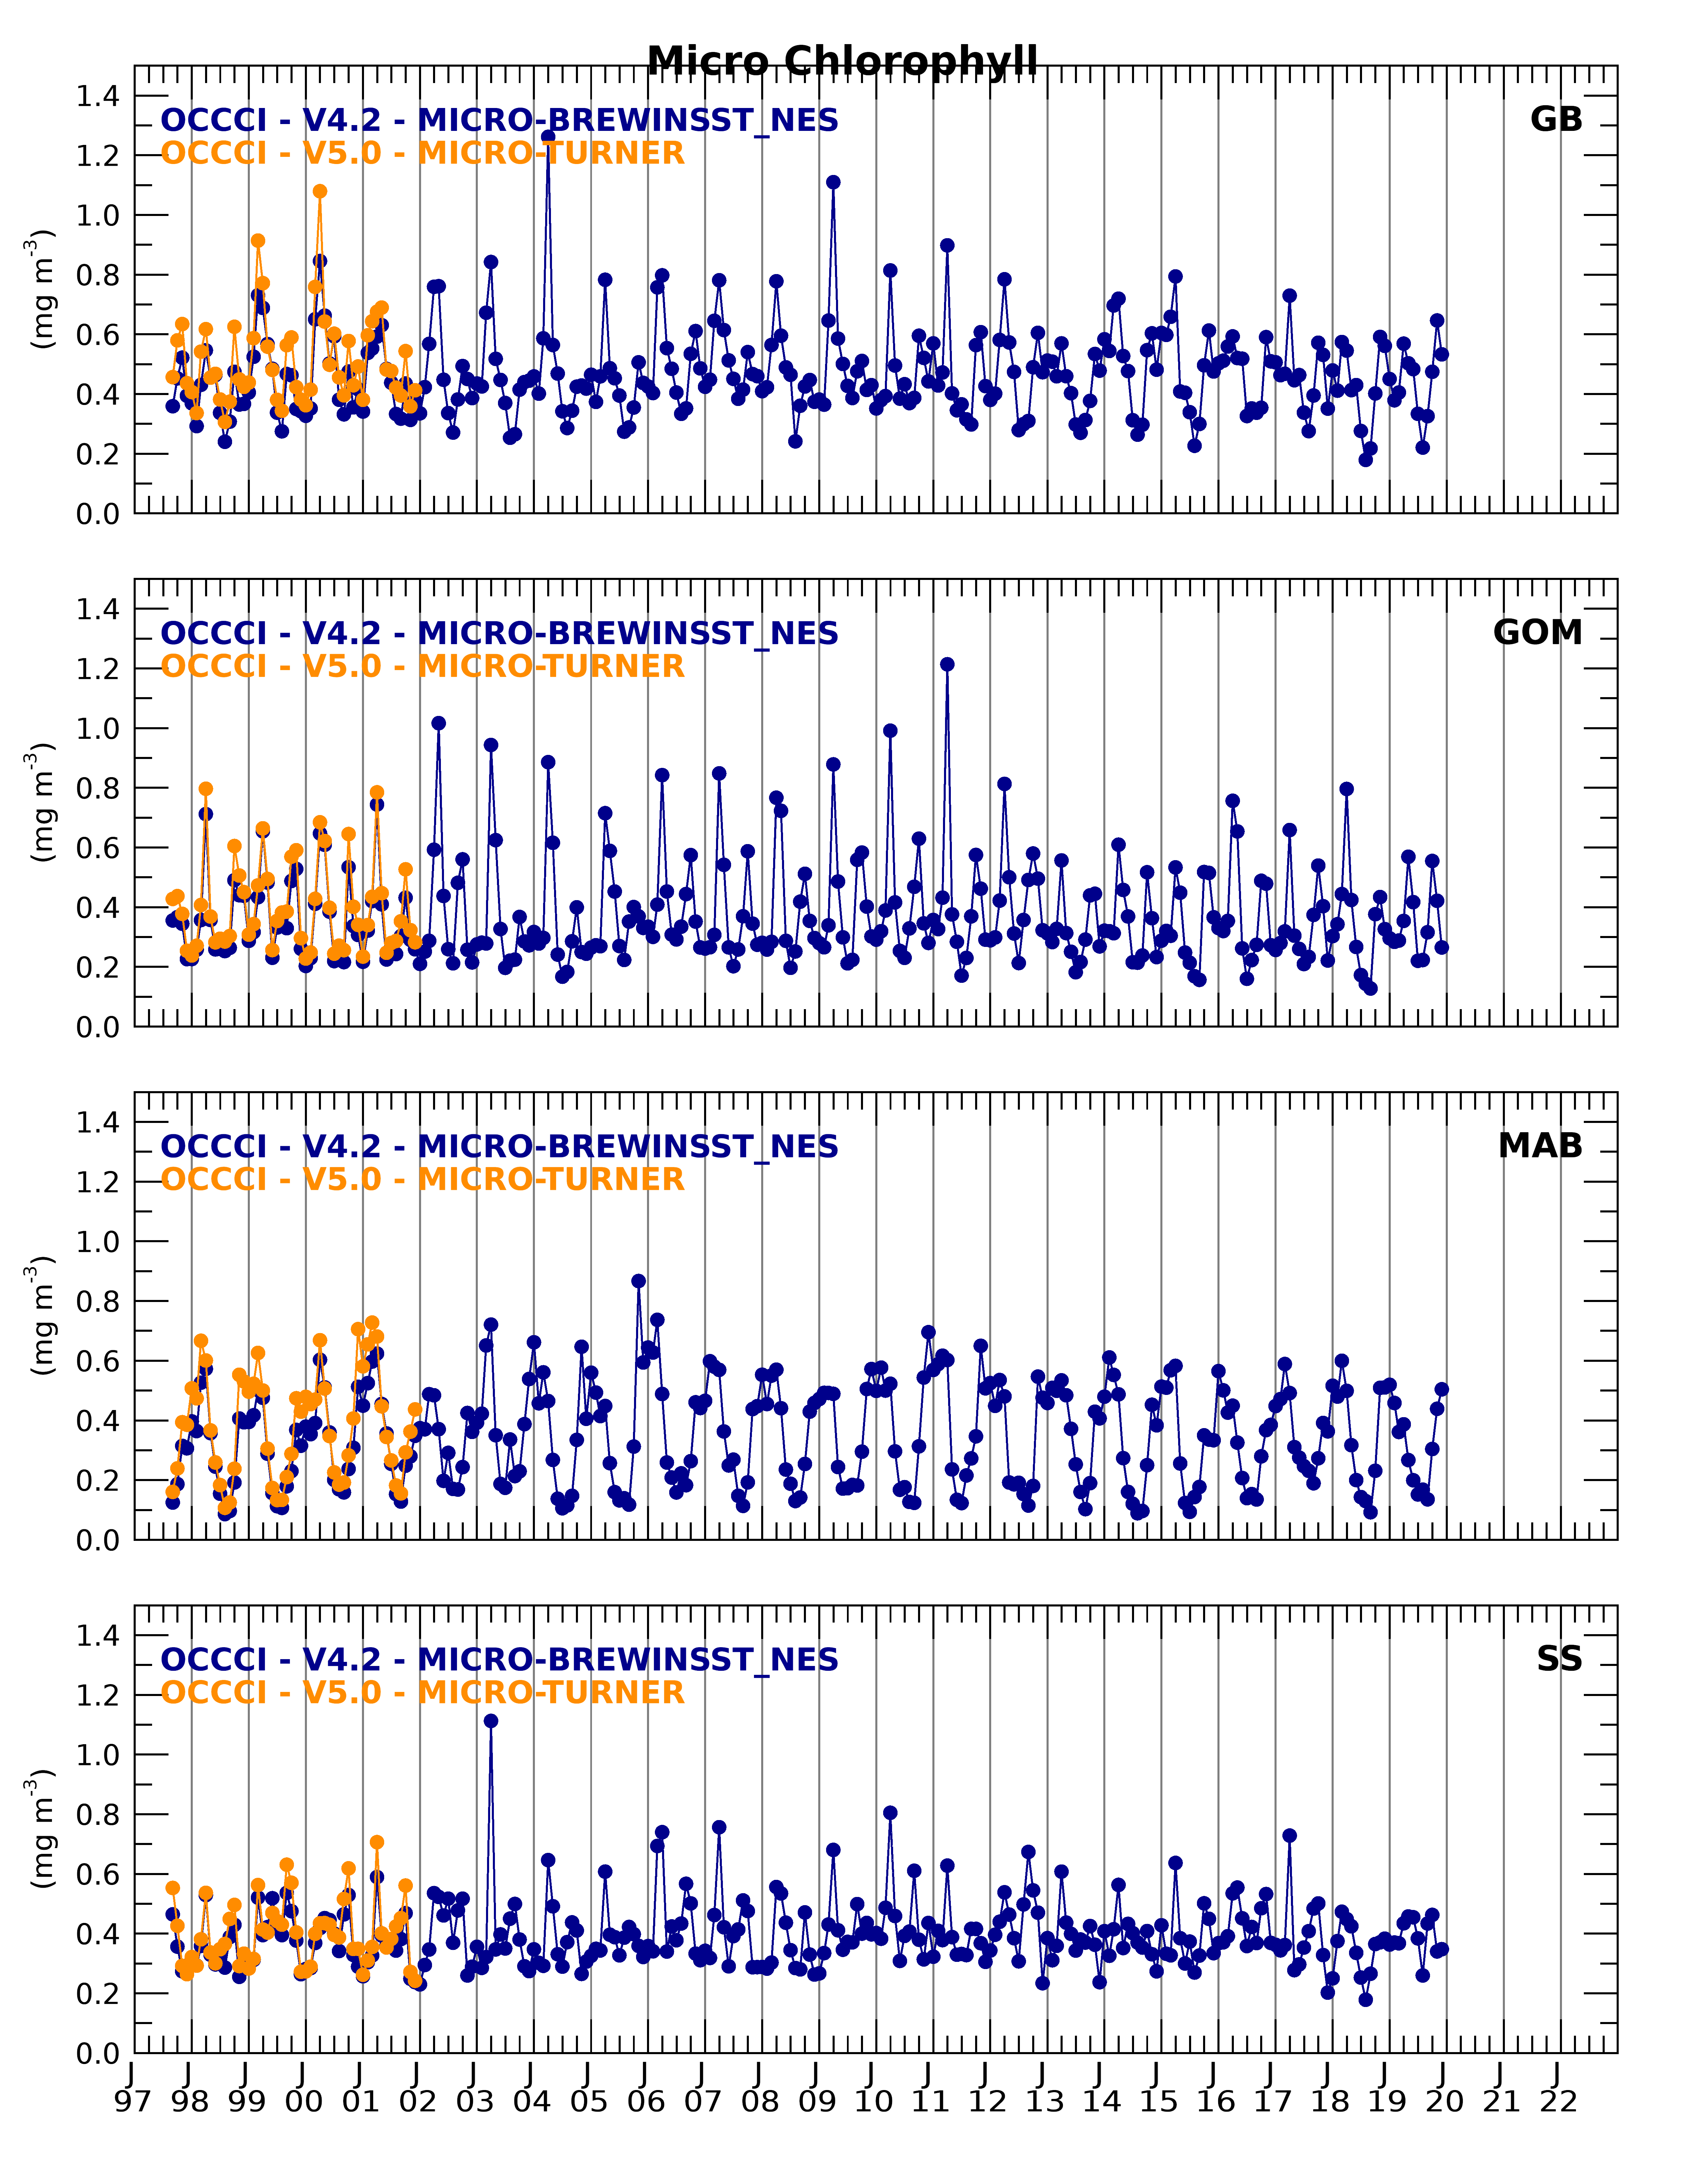 Micro Chlorophyll
1.4
1.2
1.0
0.8
0.6
0.4
0.2
0.0
(mg m-3)
OCCCI - V4.2 - MICRO-BREWINSST_NES
OCCCI - V5.0 - MICRO-TURNER
GB
1.4
1.2
1.0
0.8
0.6
0.4
0.2
0.0
(mg m-3)
OCCCI - V4.2 - MICRO-BREWINSST_NES
OCCCI - V5.0 - MICRO-TURNER
GOM
1.4
1.2
1.0
0.8
0.6
0.4
0.2
0.0
(mg m-3)
OCCCI - V4.2 - MICRO-BREWINSST_NES
OCCCI - V5.0 - MICRO-TURNER
MAB
1.4
1.2
1.0
0.8
0.6
0.4
0.2
0.0
(mg m-3)
OCCCI - V4.2 - MICRO-BREWINSST_NES
OCCCI - V5.0 - MICRO-TURNER
SS
J J J J J J J J J J J J J J J J J J J J J J J J J J
97 98 99 00 01 02 03 04 05 06 07 08 09 10 11 12 13 14 15 16 17 18 19 20 21 22